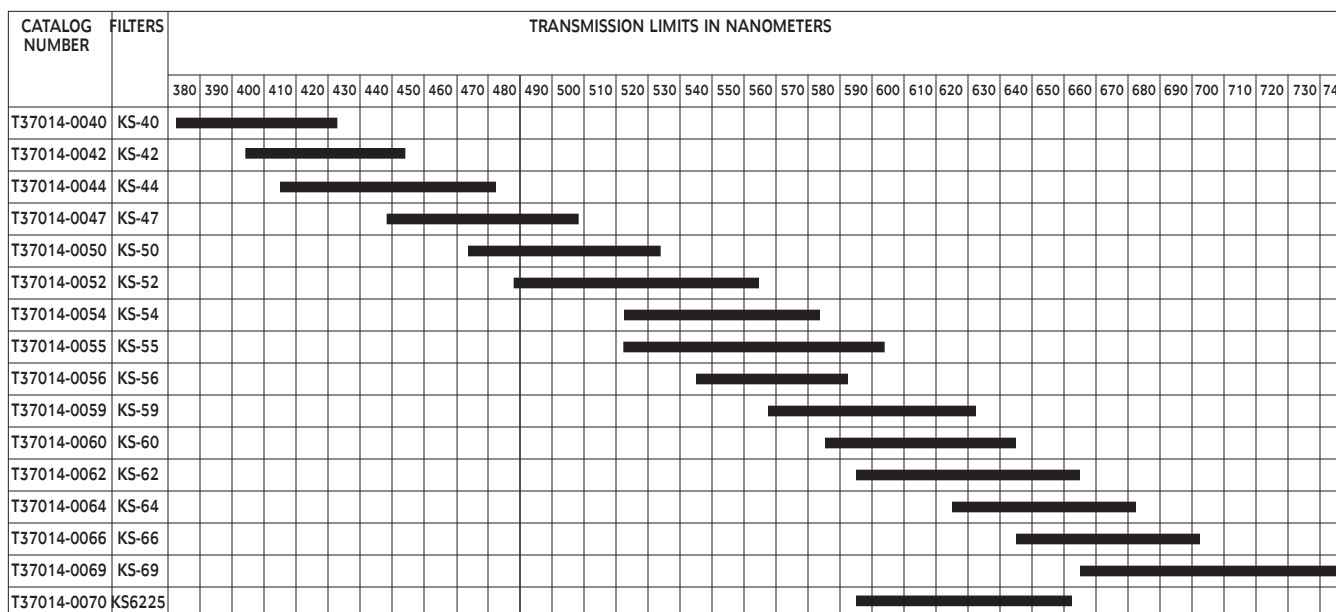 CATALOG NUMBER FILTERS TRANSMISSION LIMITS IN NANOMETERS
380 390 400 410 420 430 440 450 460 470 480 490 500 510 520 530 540 550 560 570 580 590 600 610 620 630 640 650 660 670 680 690 700 710 720 730 74
T37014-0040 KS-40
T37014-0042 KS-42
T37014-0044 KS-44
T37014-0047 KS-47
T37014-0050 KS-50
T37014-0052 KS-52
T37014-0054 KS-54
T37014-0055 KS-55
T37014-0056 KS-56
T37014-0059 KS-59
T37014-0060 KS-60
T37014-0062 KS-62
T37014-0064 KS-64
T37014-0066 KS-66
T37014-0069 KS-69
T37014-0070 KS6225